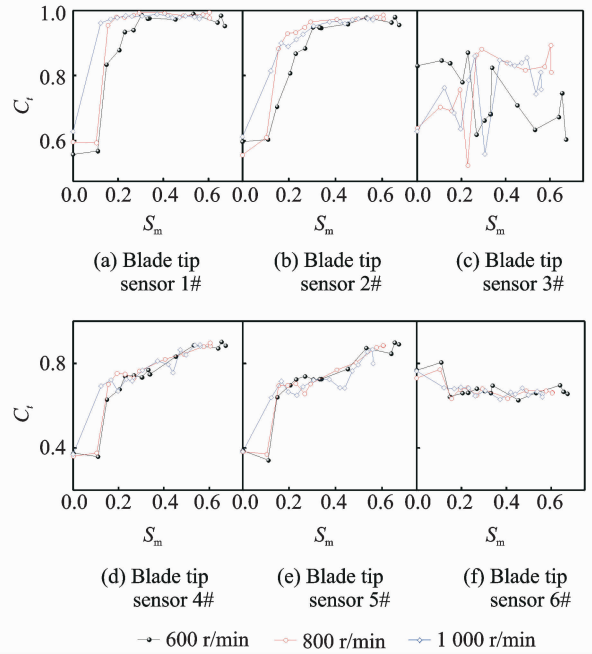 1.0
0.8
0.6
C_t
0.0 0.2 0.4 0.6 0.0 0.2 0.4 0.6 0.0 0.2 0.4 0.6
S_m S_m S_m
(a) Blade tip
sensor 1#
(b) Blade tip
sensor 2#
(c) Blade tip
sensor 3#
0.8
0.4
C_t
0.0 0.2 0.4 0.6 0.0 0.2 0.4 0.6 0.0 0.2 0.4 0.6
S_m S_m S_m
(d) Blade tip
sensor 4#
(e) Blade tip
sensor 5#
(f) Blade tip
sensor 6#
600 r/min 800 r/min 1 000 r/min